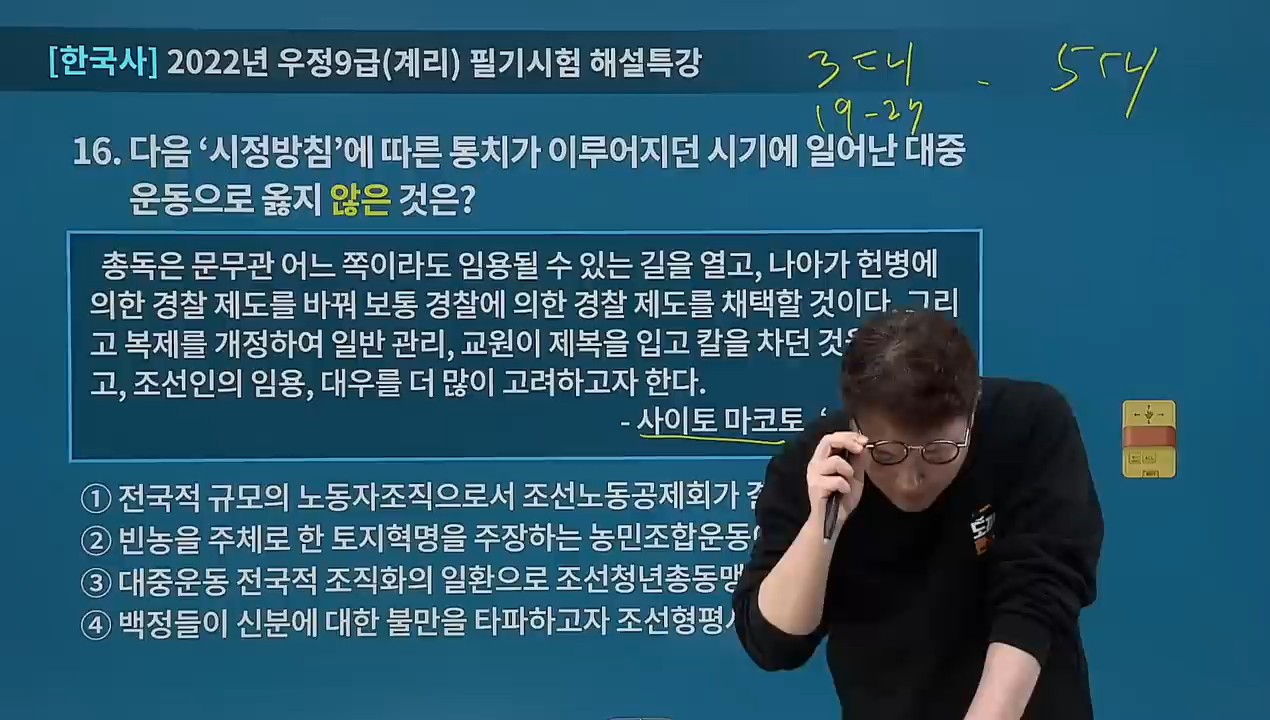 [한국사] 2022년 우정9급(계리) 필기시험 해설특강
3대 - 5대
19-27
16. 다음 ‘시정방침’에 따른 통치가 이루어지던 시기에 일어난 대중
운동으로 옳지 않은 것은?
총독은 문무관 어느 쪽이라도 임용될 수 있는 길을 열고, 나아가 헌병에
의한 경찰 제도를 바꿔 보통 경찰에 의한 경찰 제도를 채택할 것이다. 그리
고 복제를 개정하여 일반 관리, 교원이 제복을 입고 칼을 차던 것
고, 조선인의 임용, 대우를 더 많이 고려하고자 한다.
- 사이토 마코토 ‘
① 전국적 규모의 노동자조직으로서 조선노동공제회가
② 빈농을 주체로 한 토지혁명을 주장하는 농민조합운동
③ 대중운동 전국적 조직화의 일환으로 조선청년총동맹
④ 백정들이 신분에 대한 불만을 타파하고자 조선형평